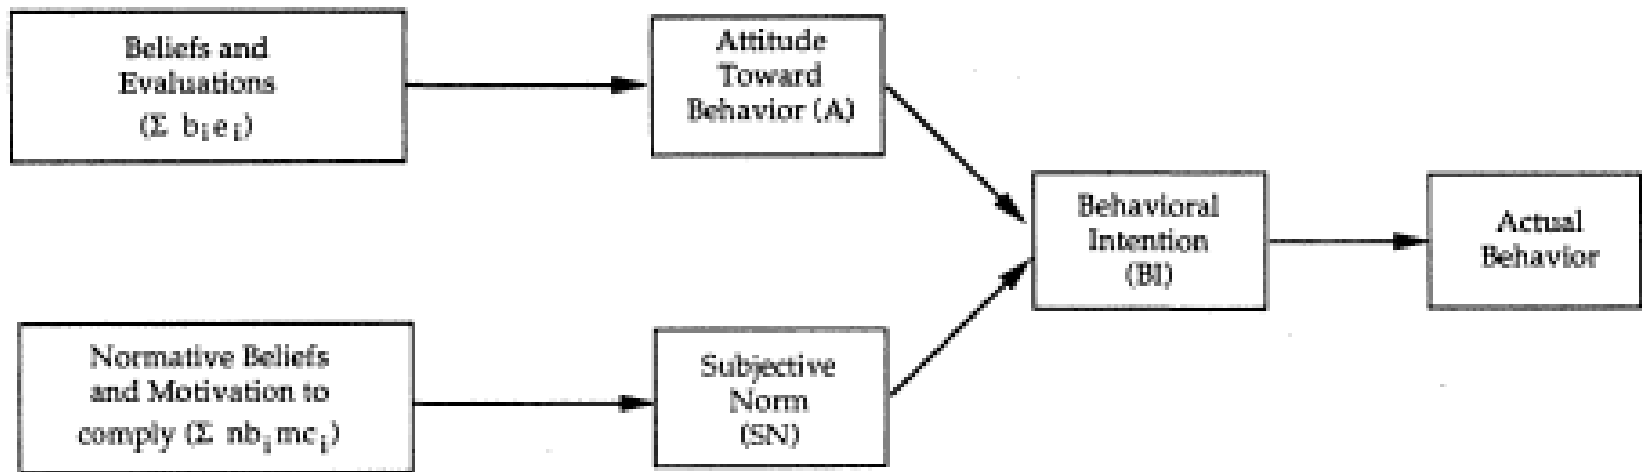 Beliefs and
Evaluations
(Σ bᵢeᵢ)
Attitude
Toward
Behavior (A)
Behavioral
Intention
(BI)
Actual
Behavior
Normative Beliefs
and Motivation to
comply (Σ nbᵢmcᵢ)
Subjective
Norm
(SN)